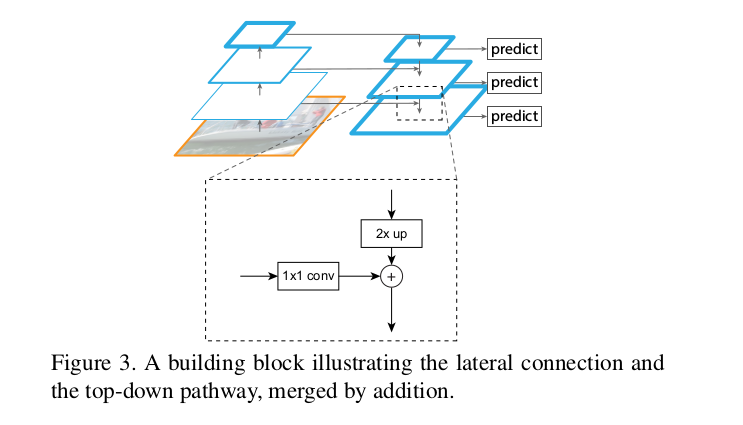 predict
predict
predict
2x up
1x1 conv
+
Figure 3. A building block illustrating the lateral connection and
the top-down pathway, merged by addition.